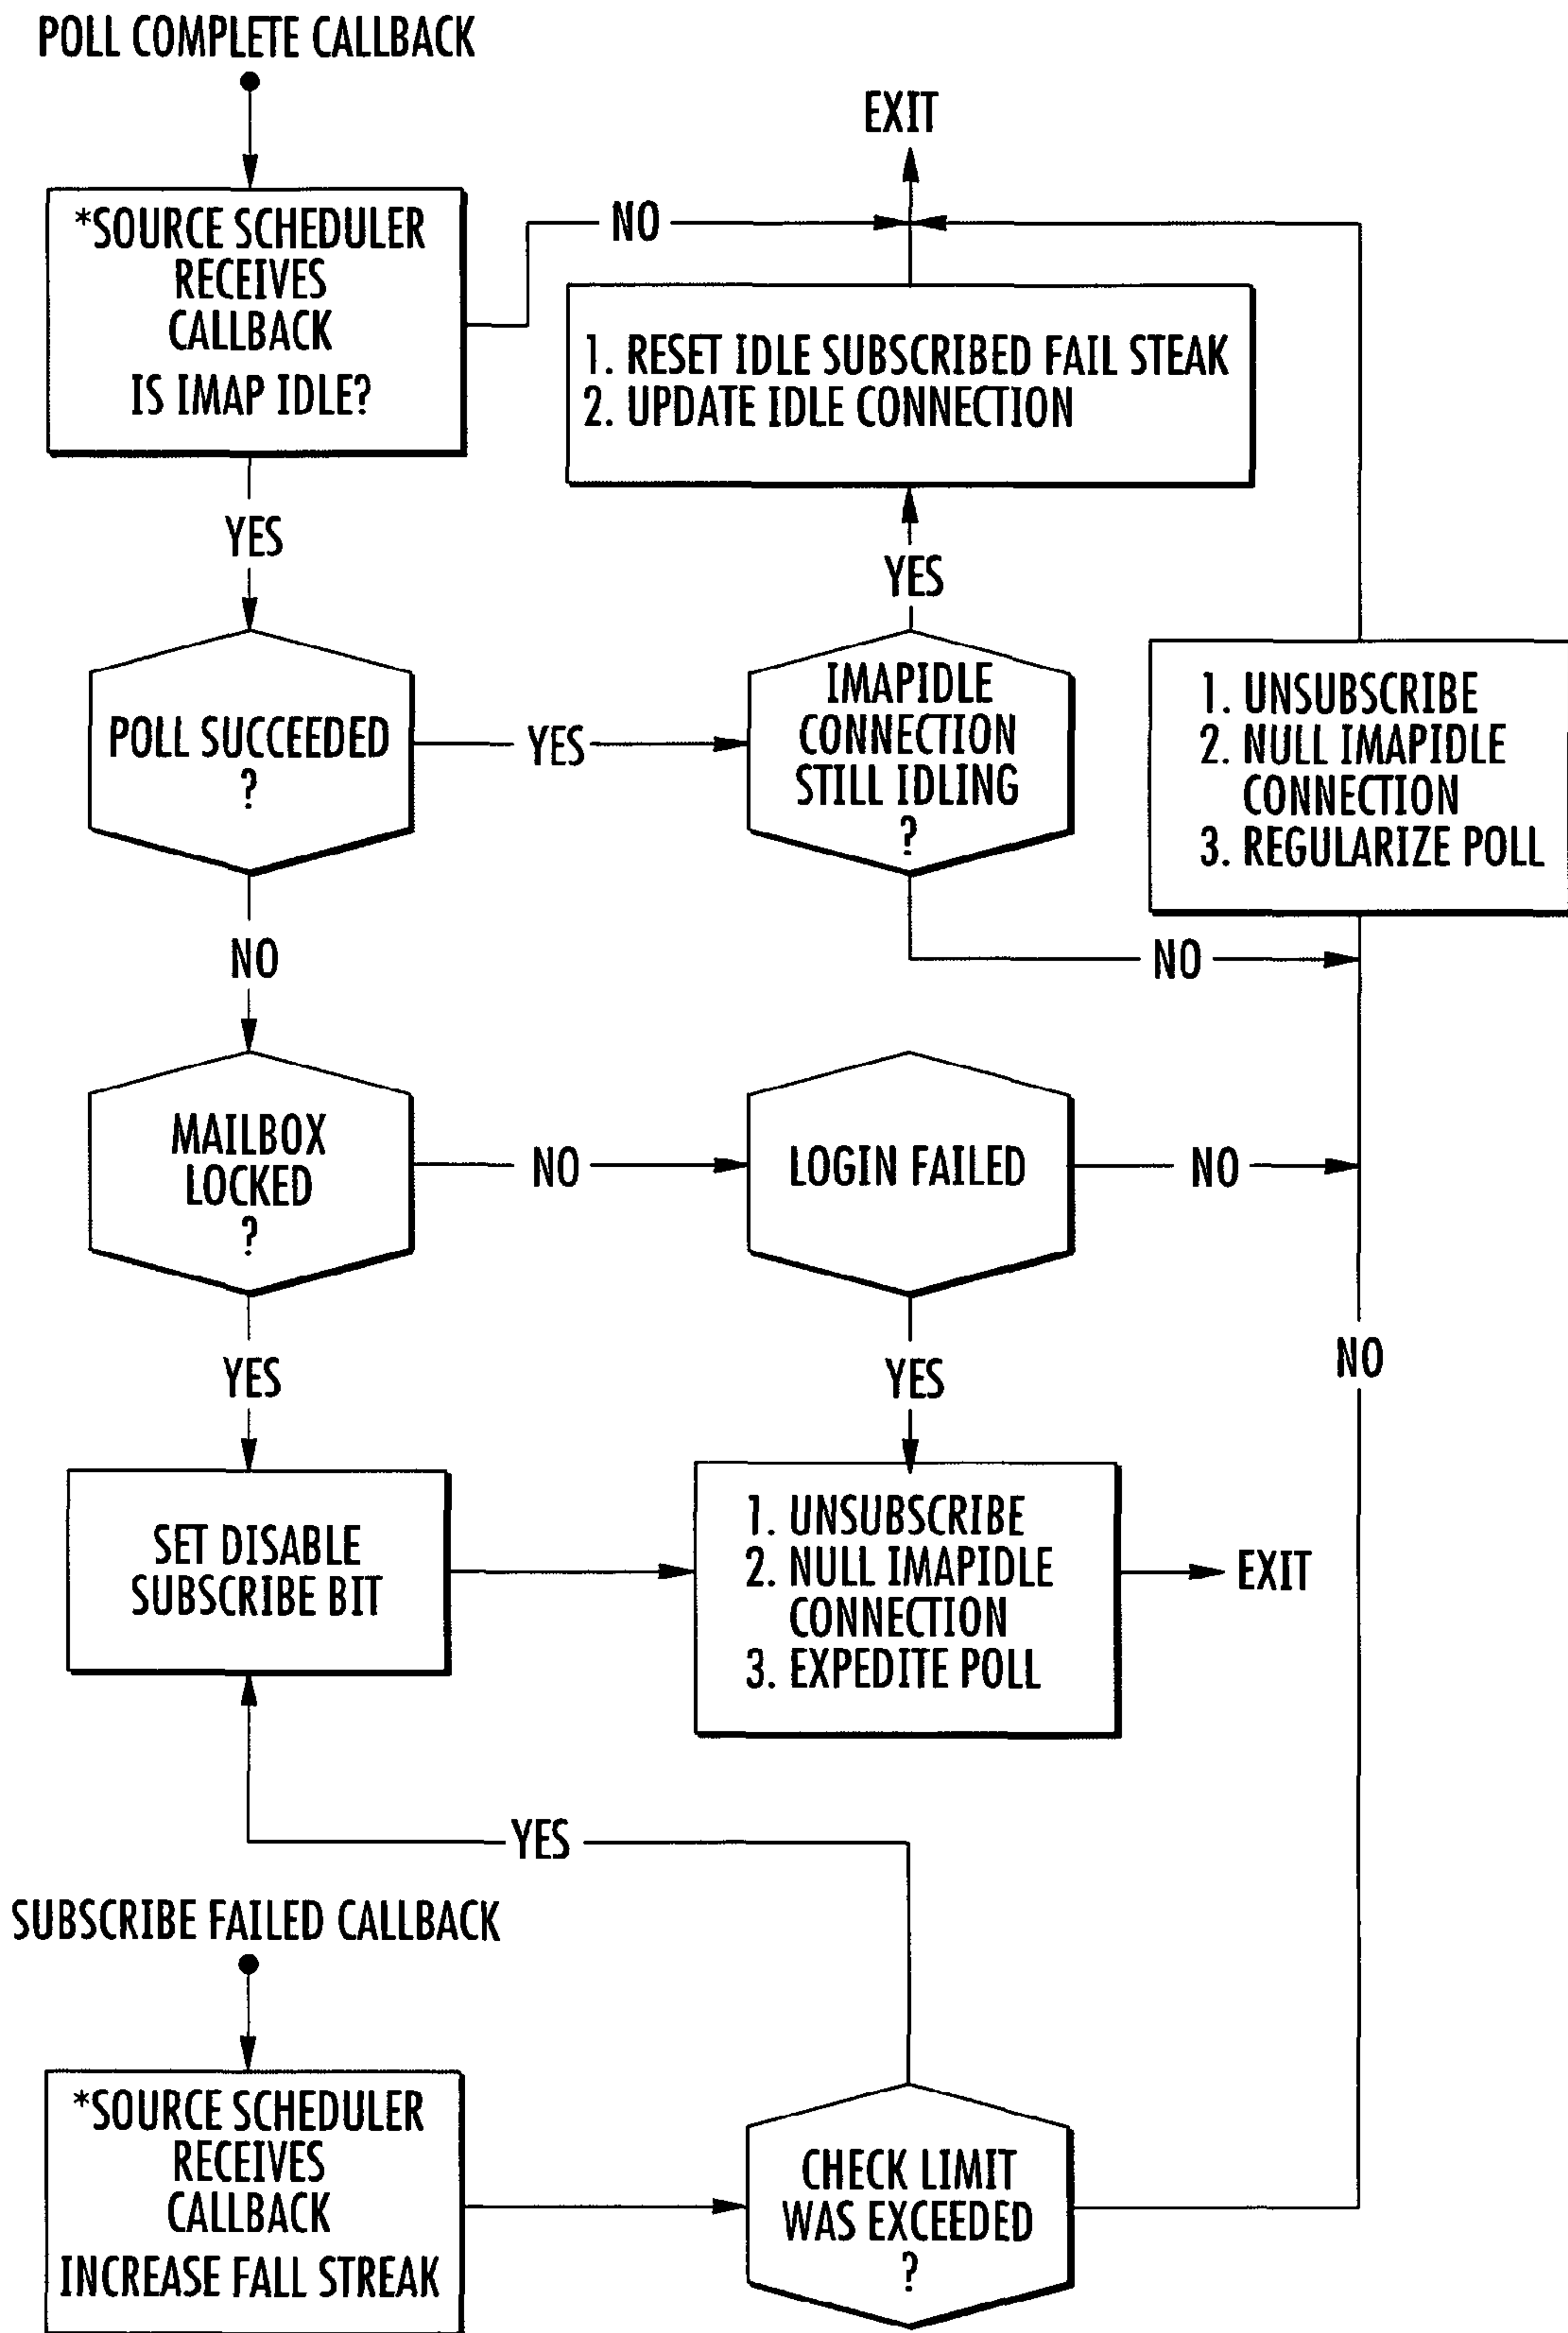 POLL COMPLETE CALLBACK
EXIT
*SOURCE SCHEDULER
RECEIVES
CALLBACK
IS IMAP IDLE?
NO
1. RESET IDLE SUBSCRIBED FAIL STEAK
2. UPDATE IDLE CONNECTION
YES
YES
POLL SUCCEEDED
?
YES
IMAPIDLE
CONNECTION
STILL IDLING
?
1. UNSUBSCRIBE
2. NULL IMAPIDLE
CONNECTION
3. REGULARIZE POLL
NO
NO
MAILBOX
LOCKED
?
NO
LOGIN FAILED
NO
YES
YES
NO
SET DISABLE
SUBSCRIBE BIT
1. UNSUBSCRIBE
2. NULL IMAPIDLE
CONNECTION
3. EXPEDITE POLL
EXIT
YES
SUBSCRIBE FAILED CALLBACK
*SOURCE SCHEDULER
RECEIVES
CALLBACK
INCREASE FALL STREAK
CHECK LIMIT
WAS EXCEEDED
?